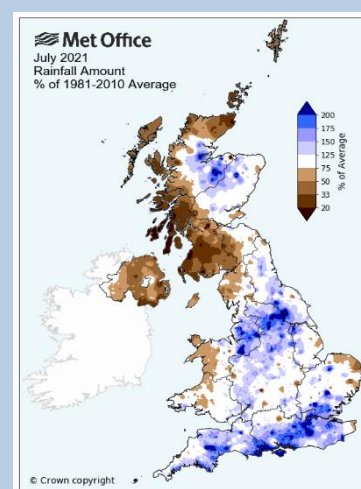 Met Office
July 2021
Rainfall Amount
% of 1981-2010 Average
200
175
150
125
75
50
33
20
% of Average
© Crown copyright